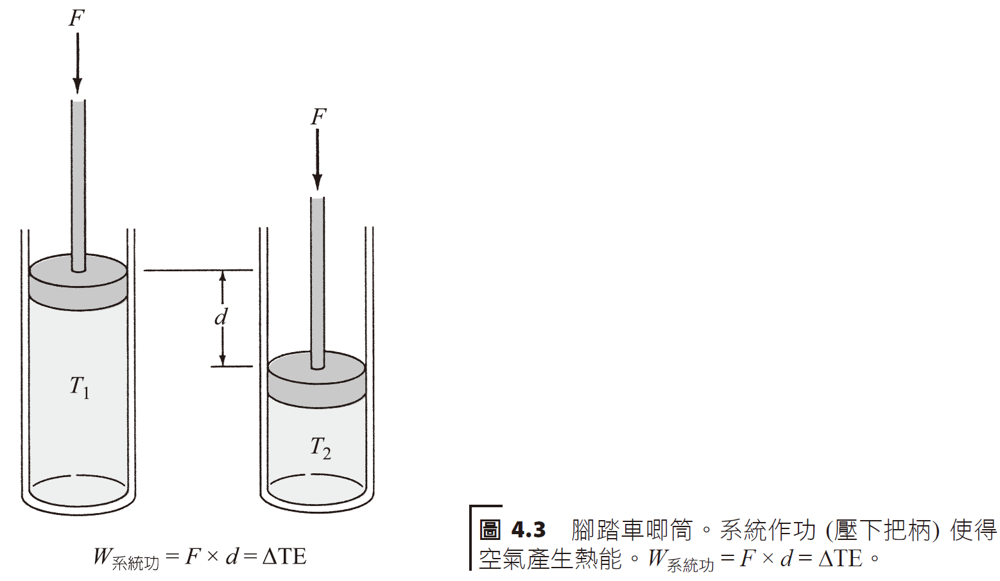 F
F
d
T₁
T₂
W系統功 = F × d = ΔTE
圖 4.3 腳踏車唧筒。系統作功 (壓下把柄) 使得
空氣產生熱能。W系統功 = F × d = ΔTE。